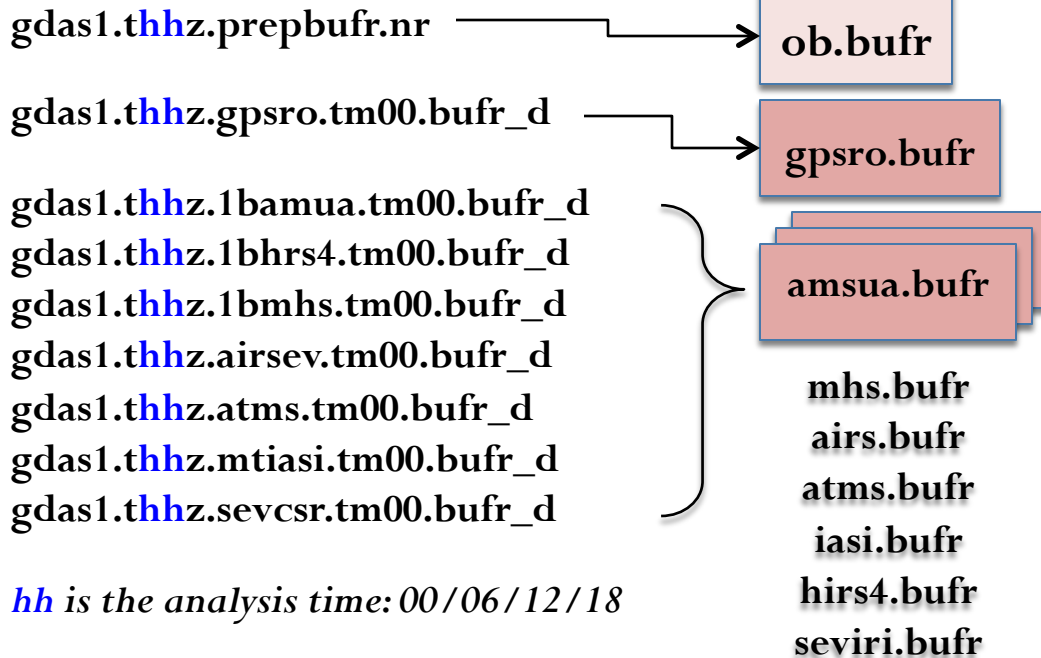 gdas1.thhz.prepbufr.nr
ob.bufr
gdas1.thhz.gpsro.tm00.bufr_d
gpsro.bufr
gdas1.thhz.1bamua.tm00.bufr_d
gdas1.thhz.1bhrs4.tm00.bufr_d
gdas1.thhz.1bmhs.tm00.bufr_d
gdas1.thhz.airsev.tm00.bufr_d
gdas1.thhz.atms.tm00.bufr_d
gdas1.thhz.mtiasi.tm00.bufr_d
gdas1.thhz.sevcsr.tm00.bufr_d
amsua.bufr
mhs.bufr
airs.bufr
atms.bufr
iasi.bufr
hirs4.bufr
seviri.bufr
hh is the analysis time: 00/06/12/18